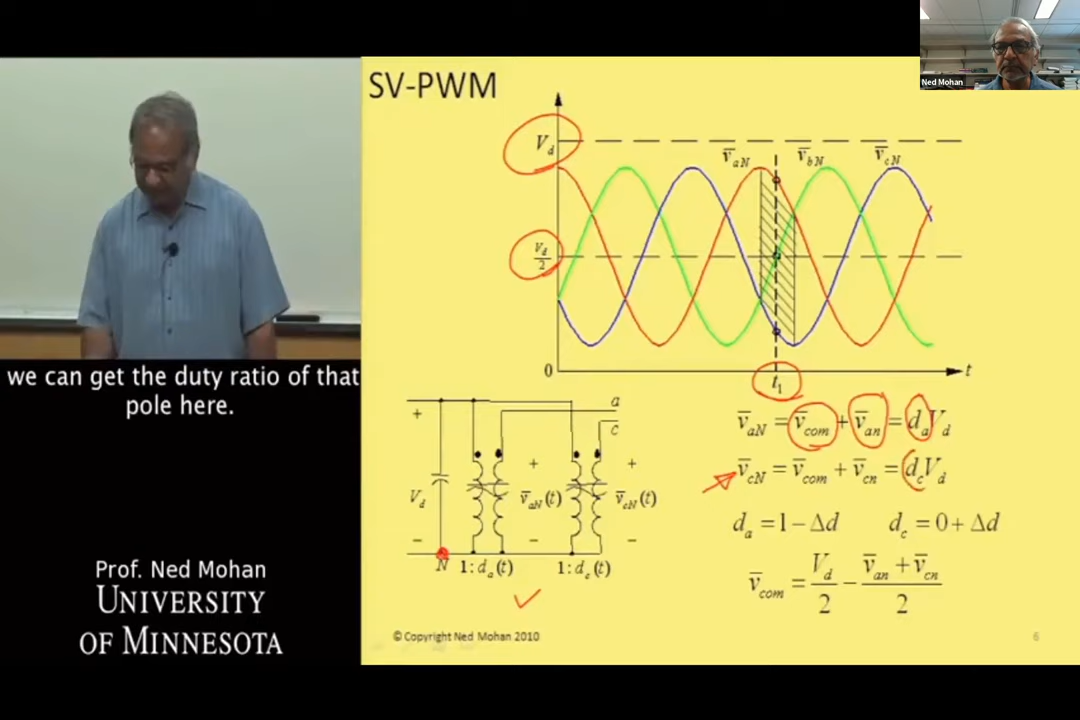 Ned Mohan
SV-PWM
V_d
v̄_aN v̄_bN v̄_cN
V_d/2
0
t
t_1
we can get the duty ratio of that
pole here.
a
c
+
+ +
V_d v̄_aN(t) v̄_cN(t)
− − −
N 1:d_a(t) 1:d_c(t)
v̄_aN = v̄_com + v̄_an = d_a V_d
v̄_cN = v̄_com + v̄_cn = d_c V_d
d_a = 1 − Δd d_c = 0 + Δd
v̄_com = V_d/2 − (v̄_an + v̄_cn)/2
Prof. Ned Mohan
UNIVERSITY
OF MINNESOTA
© Copyright Ned Mohan 2010
6